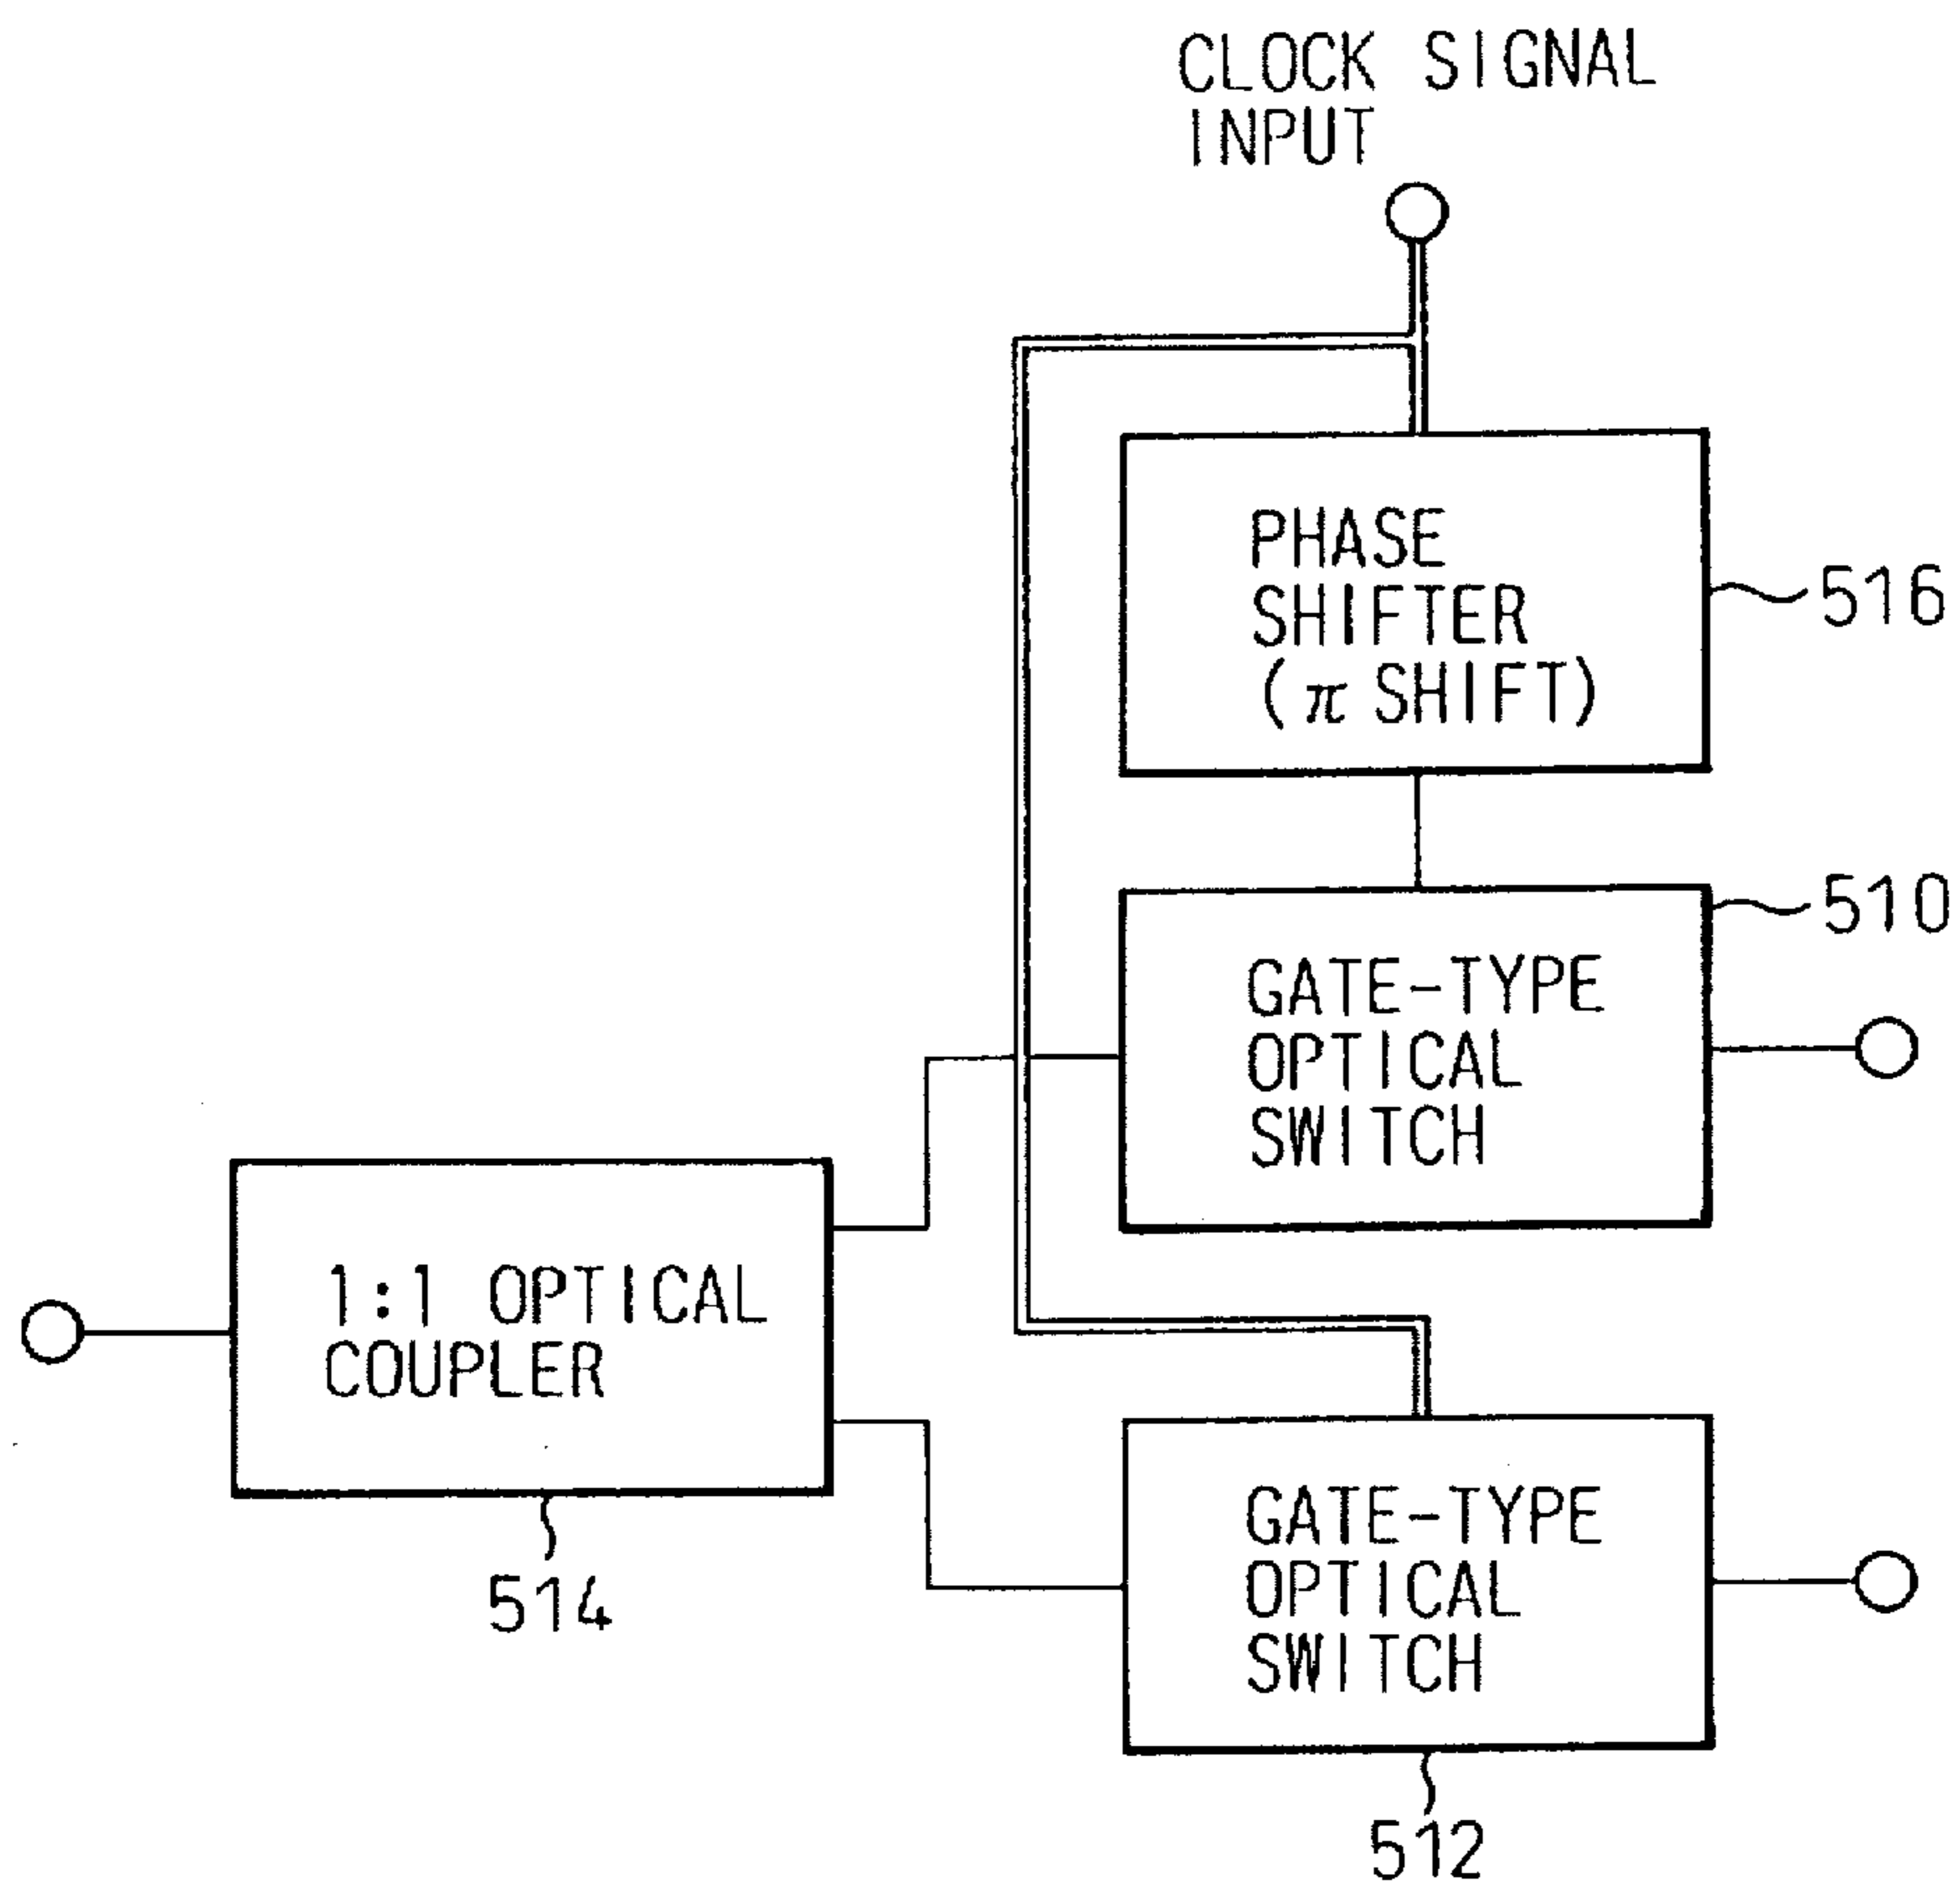 CLOCK SIGNAL
INPUT
PHASE
SHIFTER
(π SHIFT)
516
510
GATE-TYPE
OPTICAL
SWITCH
1:1 OPTICAL
COUPLER
514
GATE-TYPE
OPTICAL
SWITCH
512